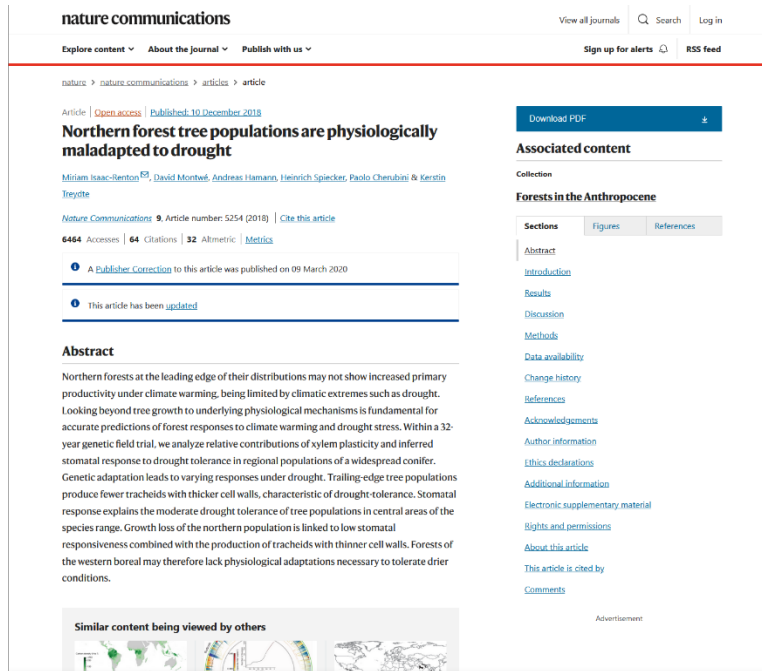 nature communications
View all journals
Search
Log in
Explore content
About the journal
Publish with us
Sign up for alerts
RSS feed
nature > nature communications > articles > article
Article | Open access | Published: 10 December 2018
Northern forest tree populations are physiologically
maladapted to drought
Miriam Isaac-Renton, David Montwé, Andreas Hamann, Heinrich Spiecker, Paolo Cherubini & Kerstin
Treydte
Nature Communications 9, Article number: 5254 (2018) | Cite this article
6464 Accesses | 64 Citations | 32 Altmetric | Metrics
A Publisher Correction to this article was published on 09 March 2020
This article has been updated
Abstract
Northern forests at the leading edge of their distributions may not show increased primary
productivity under climate warming, being limited by climatic extremes such as drought.
Looking beyond tree growth to underlying physiological mechanisms is fundamental for
accurate predictions of forest responses to climate warming and drought stress. Within a 32-
year genetic field trial, we analyze relative contributions of xylem plasticity and inferred
stomatal response to drought tolerance in regional populations of a widespread conifer.
Genetic adaptation leads to varying responses under drought. Trailing-edge tree populations
produce fewer tracheids with thicker cell walls, characteristic of drought-tolerance. Stomatal
response explains the moderate drought tolerance of tree populations in central areas of the
species range. Growth loss of the northern population is linked to low stomatal
responsiveness combined with the production of tracheids with thinner cell walls. Forests of
the western boreal may therefore lack physiological adaptations necessary to tolerate drier
conditions.
Similar content being viewed by others
Download PDF
Associated content
Collection
Forests in the Anthropocene
Sections
Figures
References
Abstract
Introduction
Results
Discussion
Methods
Data availability
Change history
References
Acknowledgements
Author information
Ethics declarations
Additional information
Electronic supplementary material
Rights and permissions
About this article
This article is cited by
Comments
Advertisement